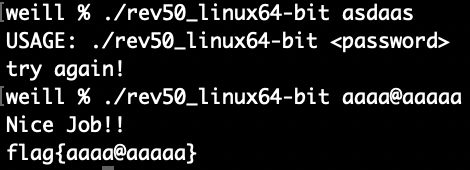 [weill % ./rev50_linux64-bit asdaas
USAGE: ./rev50_linux64-bit <password>
try again!
[weill % ./rev50_linux64-bit aaaa@aaaaa
Nice Job!!
flag{aaaa@aaaaa}